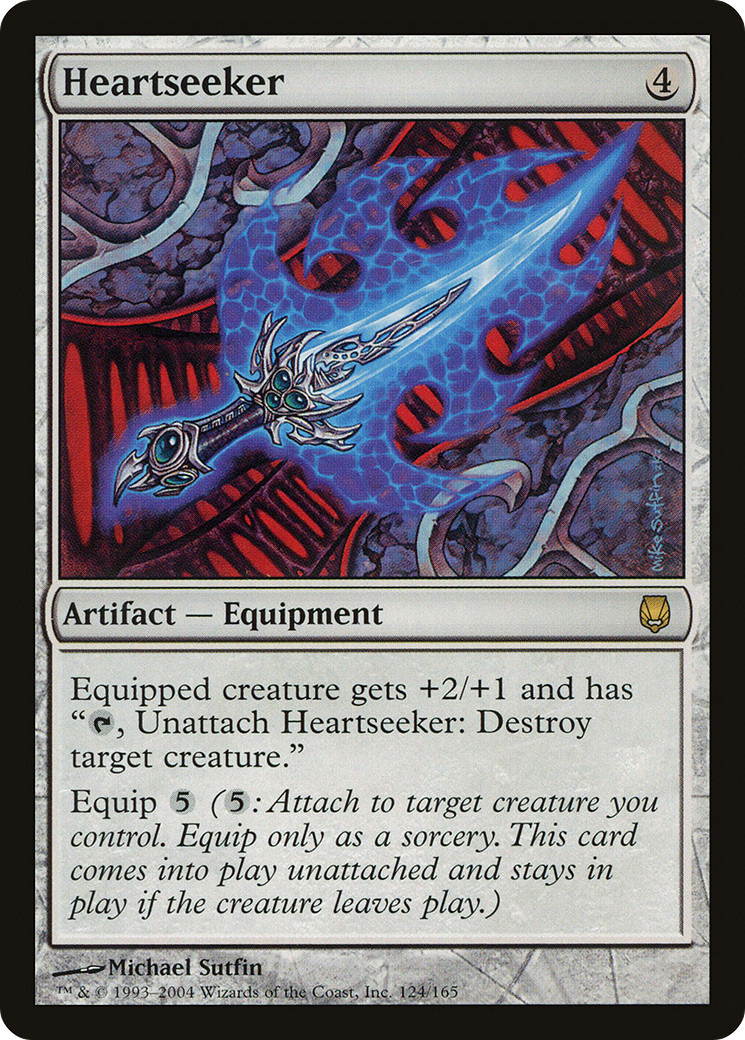 Heartseeker
4
Mike Sutfin
Artifact — Equipment
Equipped creature gets +2/+1 and has
“, Unattach Heartseeker: Destroy
target creature.”
Equip 5 (5: Attach to target creature you
control. Equip only as a sorcery. This card
comes into play unattached and stays in
play if the creature leaves play.)
Michael Sutfin
™ & © 1993–2004 Wizards of the Coast, Inc. 124/165